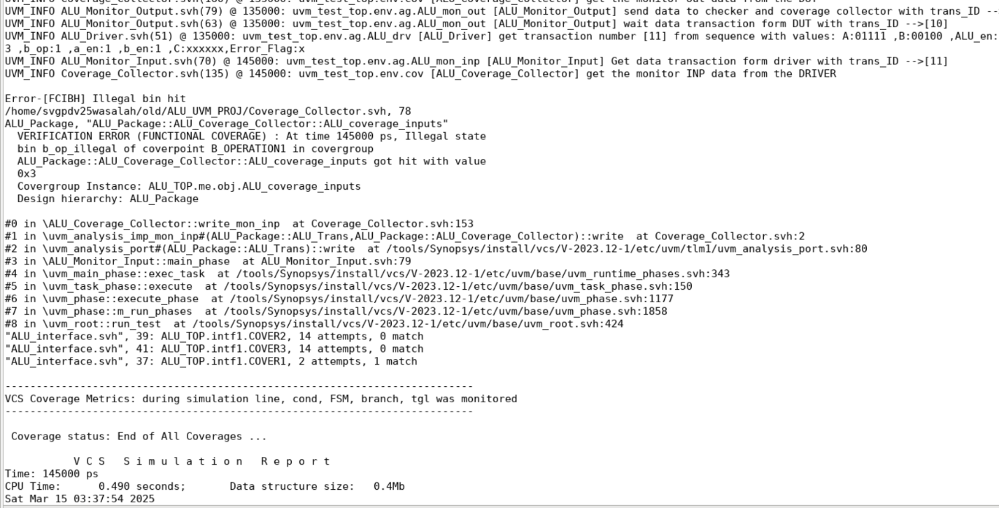 UVM_INFO ALU_Monitor_Output.svh(79) @ 135000: uvm_test_top.env.ag.ALU_mon_out [ALU_Monitor_Output] send data to checker and coverage collector with trans_ID --
UVM_INFO ALU_Monitor_Output.svh(63) @ 135000: uvm_test_top.env.ag.ALU_mon_out [ALU_Monitor_Output] wait data transaction form DUT with trans_ID -->[10]
UVM_INFO ALU_Driver.svh(51) @ 135000: uvm_test_top.env.ag.ALU_drv [ALU_Driver] get transaction number [11] from sequence with values: A:01111 ,B:00100 ,ALU_en:
3 ,b_op:1 ,a_en:1 ,b_en:1 ,C:xxxxxx,Error_Flag:x
UVM_INFO ALU_Monitor_Input.svh(70) @ 145000: uvm_test_top.env.ag.ALU_mon_inp [ALU_Monitor_Input] Get data transaction form driver with trans_ID -->[11]
UVM_INFO Coverage_Collector.svh(135) @ 145000: uvm_test_top.env.cov [ALU_Coverage_Collector] get the monitor INP data from the DRIVER
Error-[FCIBH] Illegal bin hit
/home/svgpdv25wasalah/old/ALU_UVM_PROJ/Coverage_Collector.svh, 78
ALU_Package, "ALU_Package::ALU_Coverage_Collector::ALU_coverage_inputs"
VERIFICATION ERROR (FUNCTIONAL COVERAGE) : At time 145000 ps, Illegal state
bin b_op_illegal of coverpoint B_OPERATION1 in covergroup
ALU_Package::ALU_Coverage_Collector::ALU_coverage_inputs got hit with value
0x3
Covergroup Instance: ALU_TOP.me.obj.ALU_coverage_inputs
Design hierarchy: ALU_Package
#0 in \ALU_Coverage_Collector::write_mon_inp  at Coverage_Collector.svh:153
#1 in \uvm_analysis_imp_mon_inp#(ALU_Package::ALU_Trans,ALU_Package::ALU_Coverage_Collector)::write  at Coverage_Collector.svh:2
#2 in \uvm_analysis_port#(ALU_Package::ALU_Trans)::write  at /tools/Synopsys/install/vcs/V-2023.12-1/etc/uvm/tlm1/uvm_analysis_port.svh:80
#3 in \ALU_Monitor_Input::main_phase  at ALU_Monitor_Input.svh:79
#4 in \uvm_main_phase::exec_task  at /tools/Synopsys/install/vcs/V-2023.12-1/etc/uvm/base/uvm_runtime_phases.svh:343
#5 in \uvm_task_phase::execute  at /tools/Synopsys/install/vcs/V-2023.12-1/etc/uvm/base/uvm_task_phase.svh:150
#6 in \uvm_phase::execute_phase  at /tools/Synopsys/install/vcs/V-2023.12-1/etc/uvm/base/uvm_phase.svh:1177
#7 in \uvm_phase::m_run_phases  at /tools/Synopsys/install/vcs/V-2023.12-1/etc/uvm/base/uvm_phase.svh:1858
#8 in \uvm_root::run_test  at /tools/Synopsys/install/vcs/V-2023.12-1/etc/uvm/base/uvm_root.svh:424
"ALU_interface.svh", 39: ALU_TOP.intf1.COVER2, 14 attempts, 0 match
"ALU_interface.svh", 41: ALU_TOP.intf1.COVER3, 14 attempts, 0 match
"ALU_interface.svh", 37: ALU_TOP.intf1.COVER1, 2 attempts, 1 match
---------------------------------------------------------------------------
VCS Coverage Metrics: during simulation line, cond, FSM, branch, tgl was monitored
---------------------------------------------------------------------------
Coverage status: End of All Coverages ...
V C S   S i m u l a t i o n   R e p o r t
Time: 145000 ps
CPU Time:      0.490 seconds;       Data structure size:   0.4Mb
Sat Mar 15 03:37:54 2025